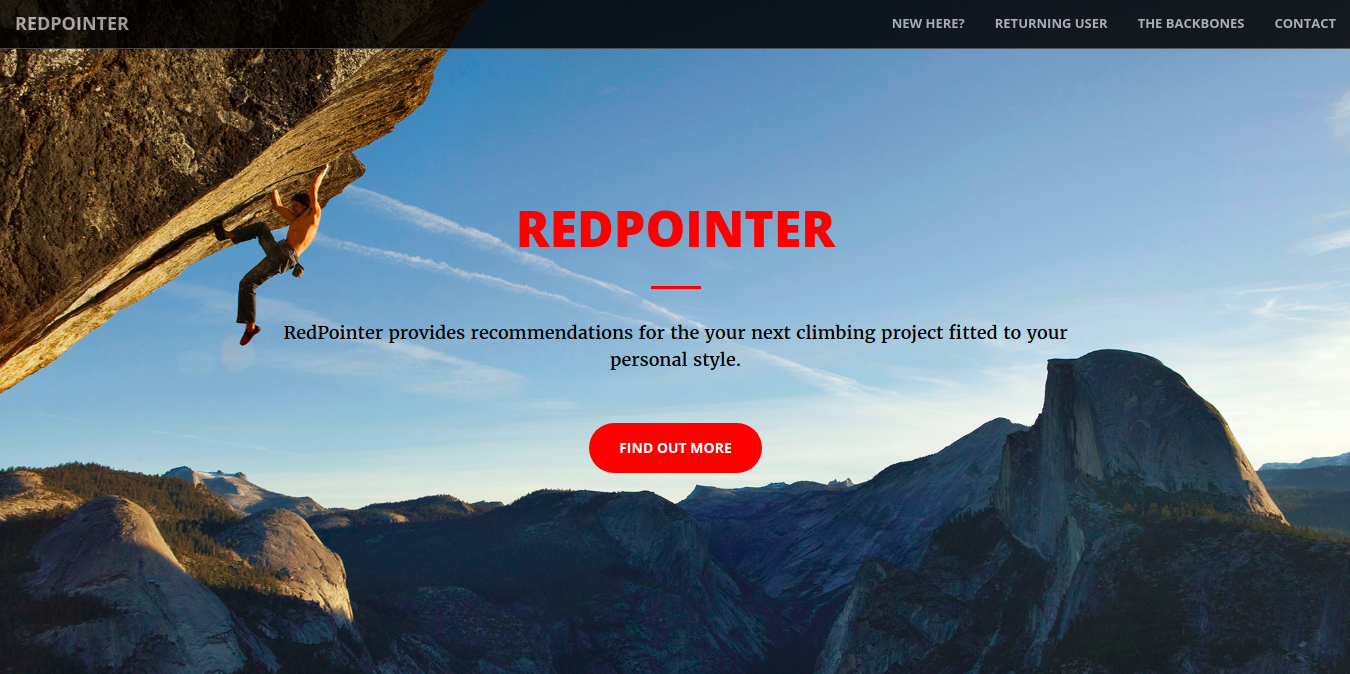 REDPOINTER
NEW HERE? RETURNING USER THE BACKBONES CONTACT
REDPOINTER
RedPointer provides recommendations for the your next climbing project fitted to your
personal style.
FIND OUT MORE